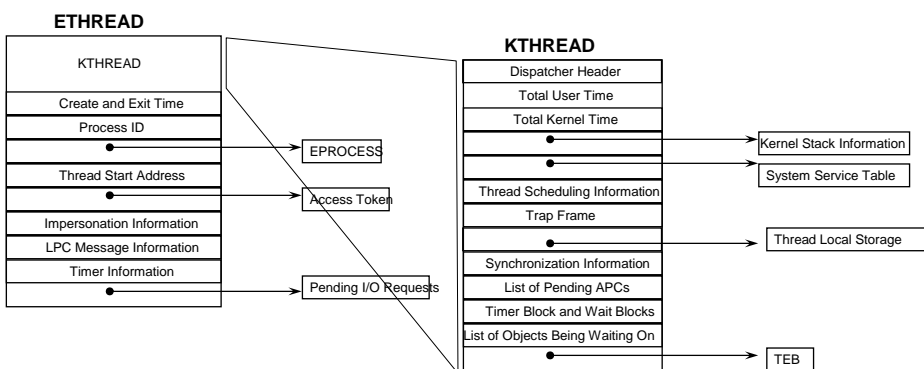 ETHREAD
KTHREAD
Create and Exit Time
Process ID
EPROCESS
Thread Start Address
Access Token
Impersonation Information
LPC Message Information
Timer Information
Pending I/O Requests
KTHREAD
Dispatcher Header
Total User Time
Total Kernel Time
Kernel Stack Information
System Service Table
Thread Scheduling Information
Trap Frame
Thread Local Storage
Synchronization Information
List of Pending APCs
Timer Block and Wait Blocks
List of Objects Being Waiting On
TEB